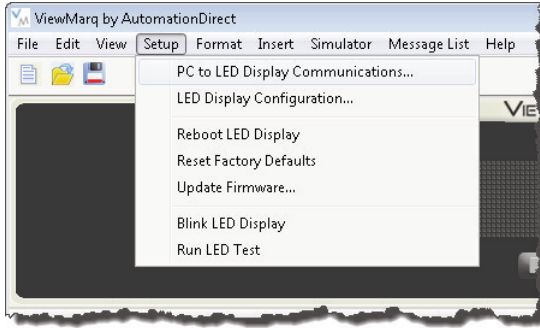 ViewMarq by AutomationDirect
File Edit View Setup Format Insert Simulator Message List Help
PC to LED Display Communications...
LED Display Configuration...
Reboot LED Display
Reset Factory Defaults
Update Firmware...
Blink LED Display
Run LED Test